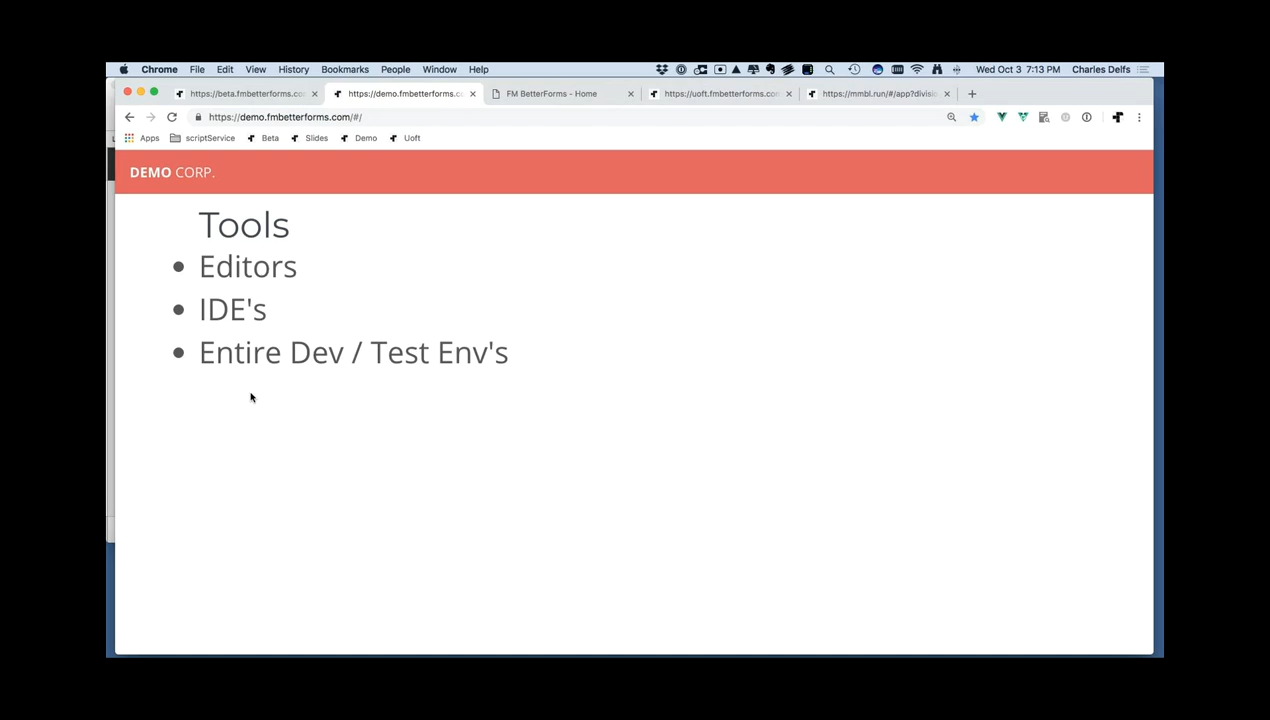 Chrome File Edit View History Bookmarks People Window Help Wed Oct 3 7:13 PM Charles Delfs
https://beta.fmbetterforms.co https://demo.fmbetterforms.co FM BetterForms - Home https://uoft.fmbetterforms.co https://mmbl.run/#/app?divisi
https://demo.fmbetterforms.com/#/
Apps scriptService Beta Slides Demo Uoft
DEMO CORP.
Tools
• Editors
• IDE's
• Entire Dev / Test Env's